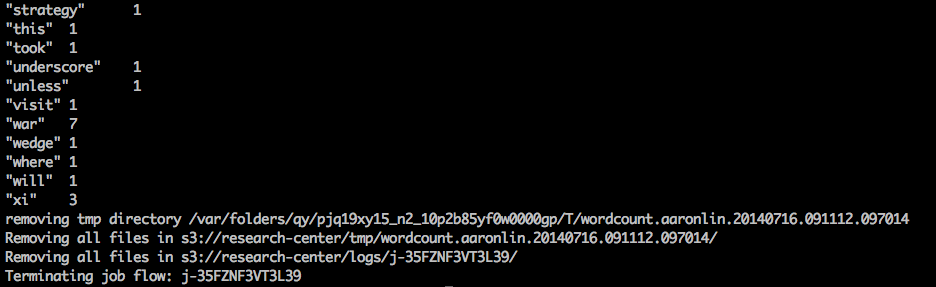 "strategy"	1
"this"	1
"took"	1
"underscore"	1
"unless"	1
"visit"	1
"war"	7
"wedge"	1
"where"	1
"will"	1
"xi"	3
removing tmp directory /var/folders/qy/pjq19xy15_n2_10p2b85yf0w0000gp/T/wordcount.aaronlin.20140716.091112.097014
Removing all files in s3://research-center/tmp/wordcount.aaronlin.20140716.091112.097014/
Removing all files in s3://research-center/logs/j-35FZNF3VT3L39/
Terminating job flow: j-35FZNF3VT3L39